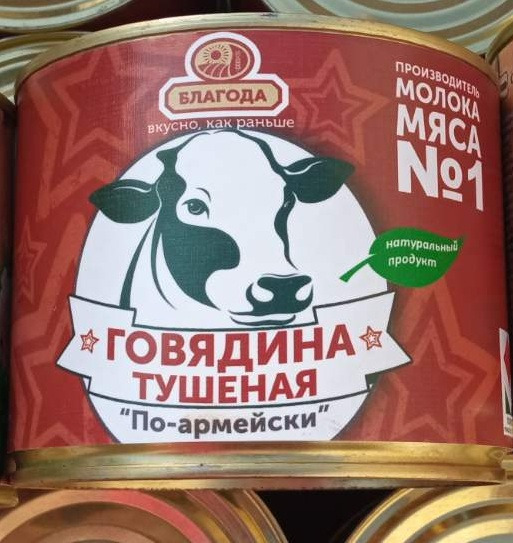 БЛАГОДА
вкусно, как раньше
ПРОИЗВОДИТЕЛЬ
МОЛОКА
МЯСА
№1
натуральный
продукт
ГОВЯДИНА
ТУШЕНАЯ
"По-армейски"